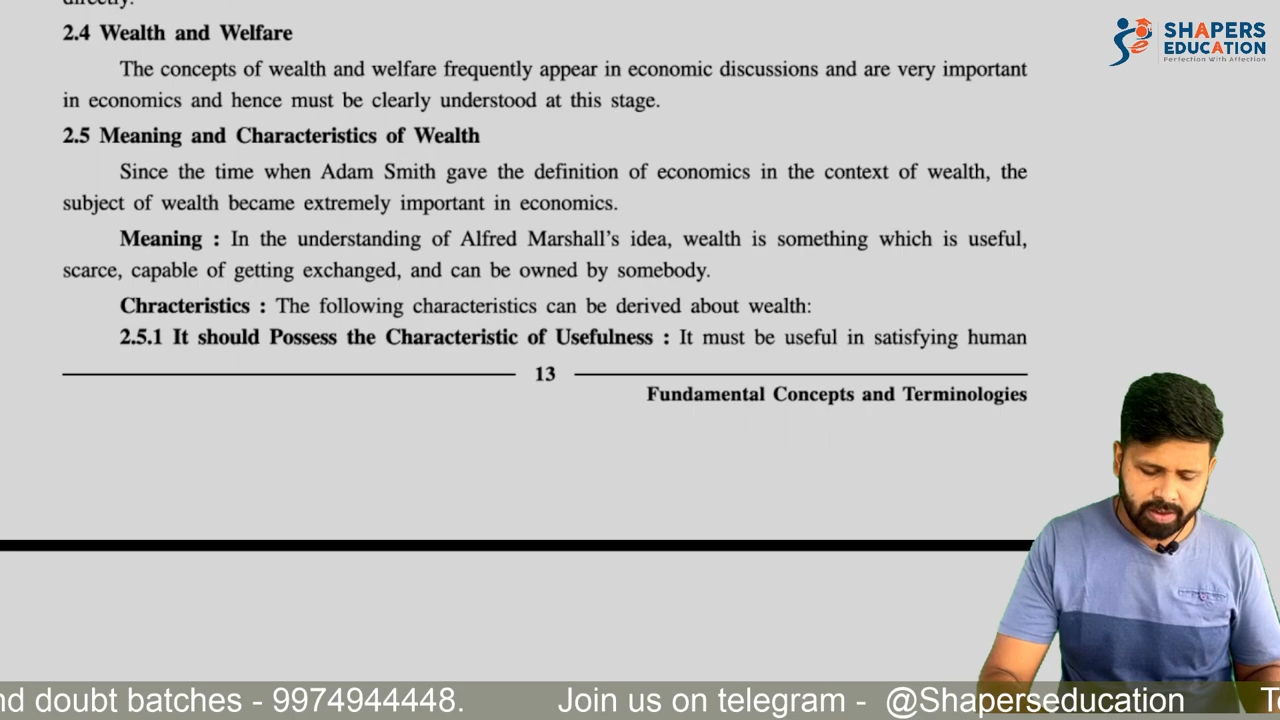 directly.
2.4 Wealth and Welfare
The concepts of wealth and welfare frequently appear in economic discussions and are very important
in economics and hence must be clearly understood at this stage.
2.5 Meaning and Characteristics of Wealth
Since the time when Adam Smith gave the definition of economics in the context of wealth, the
subject of wealth became extremely important in economics.
Meaning : In the understanding of Alfred Marshall's idea, wealth is something which is useful,
scarce, capable of getting exchanged, and can be owned by somebody.
Chracteristics : The following characteristics can be derived about wealth:
2.5.1 It should Possess the Characteristic of Usefulness : It must be useful in satisfying human
13
Fundamental Concepts and Terminologies
SHAPERS
EDUCATION
Perfection With Affection
nd doubt batches - 9974944448. Join us on telegram - @Shaperseducation T